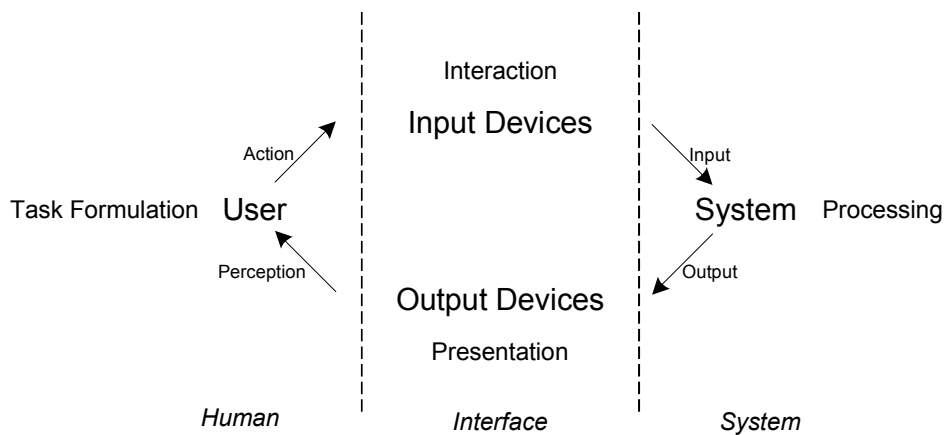 Interaction
Input Devices
Action
Input
Task Formulation User
System Processing
Perception
Output
Output Devices
Presentation
Human
Interface
System